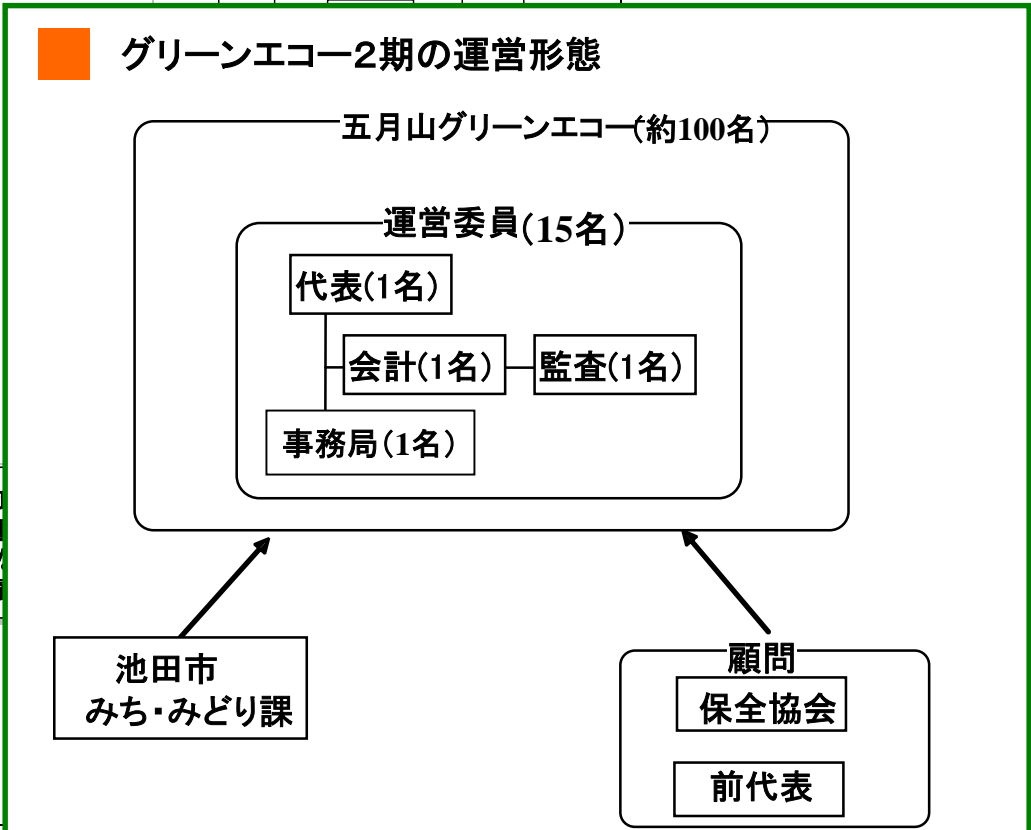 グリーンエコー2期の運営形態
五月山グリーンエコー(約100名)
運営委員(15名)
代表(1名)
会計(1名)
監査(1名)
事務局(1名)
池田市
みち・みどり課
顧問
保全協会
前代表